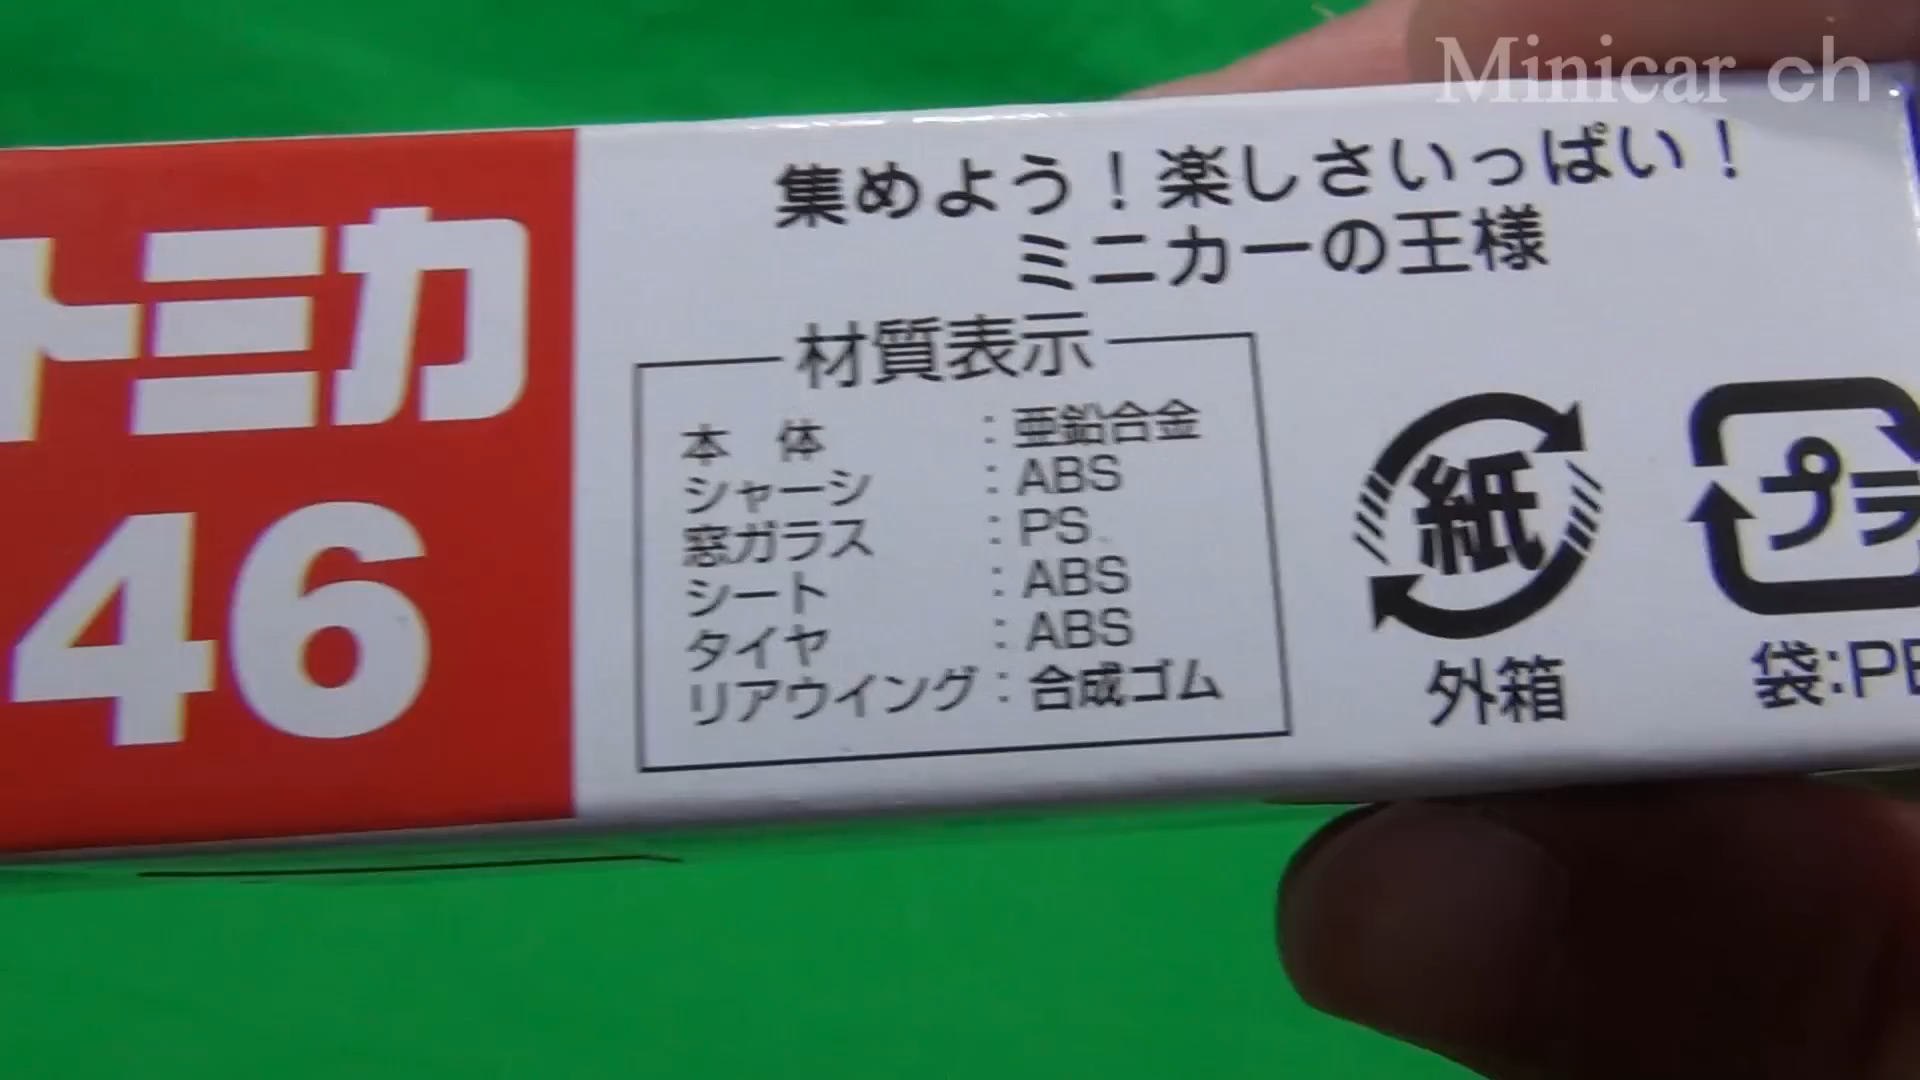 Minicar ch
トミカ
46
集めよう！楽しさいっぱい！
ミニカーの王様
材質表示
本　体　：亜鉛合金
シャーシ：ABS
窓ガラス：PS
シート：ABS
タイヤ：ABS
リアウイング：合成ゴム
紙
外箱
プラ
袋:PE